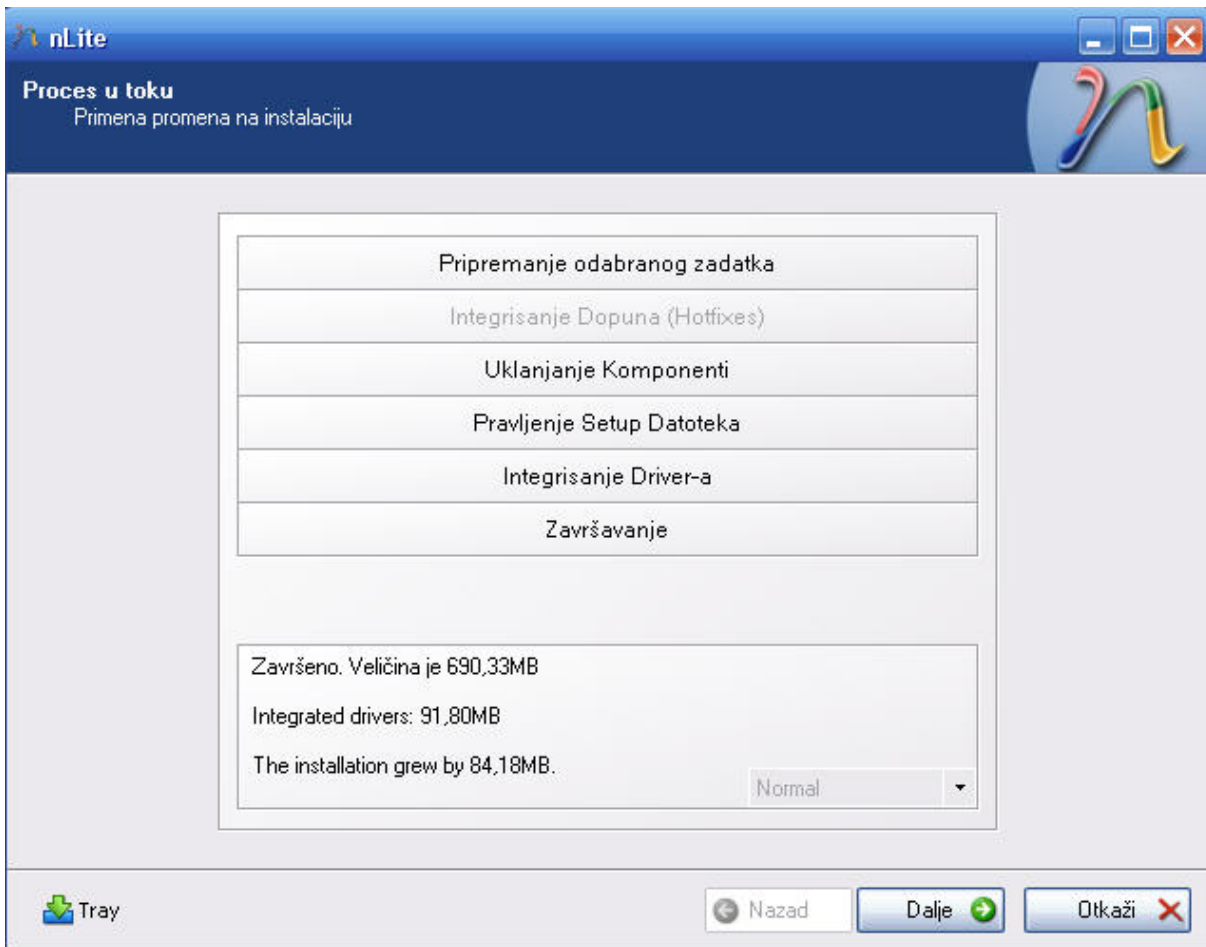 nLite
Proces u toku
Primena promena na instalaciju
Pripremanje odabranog zadatka
Integrisanje Dopuna (Hotfixes)
Uklanjanje Komponenti
Pravljenje Setup Datoteka
Integrisanje Driver-a
Završavanje
Završeno. Veličina je 690,33MB
Integrated drivers: 91,80MB
The installation grew by 84,18MB.
Normal
Tray
Nazad
Dalje
Otkaži